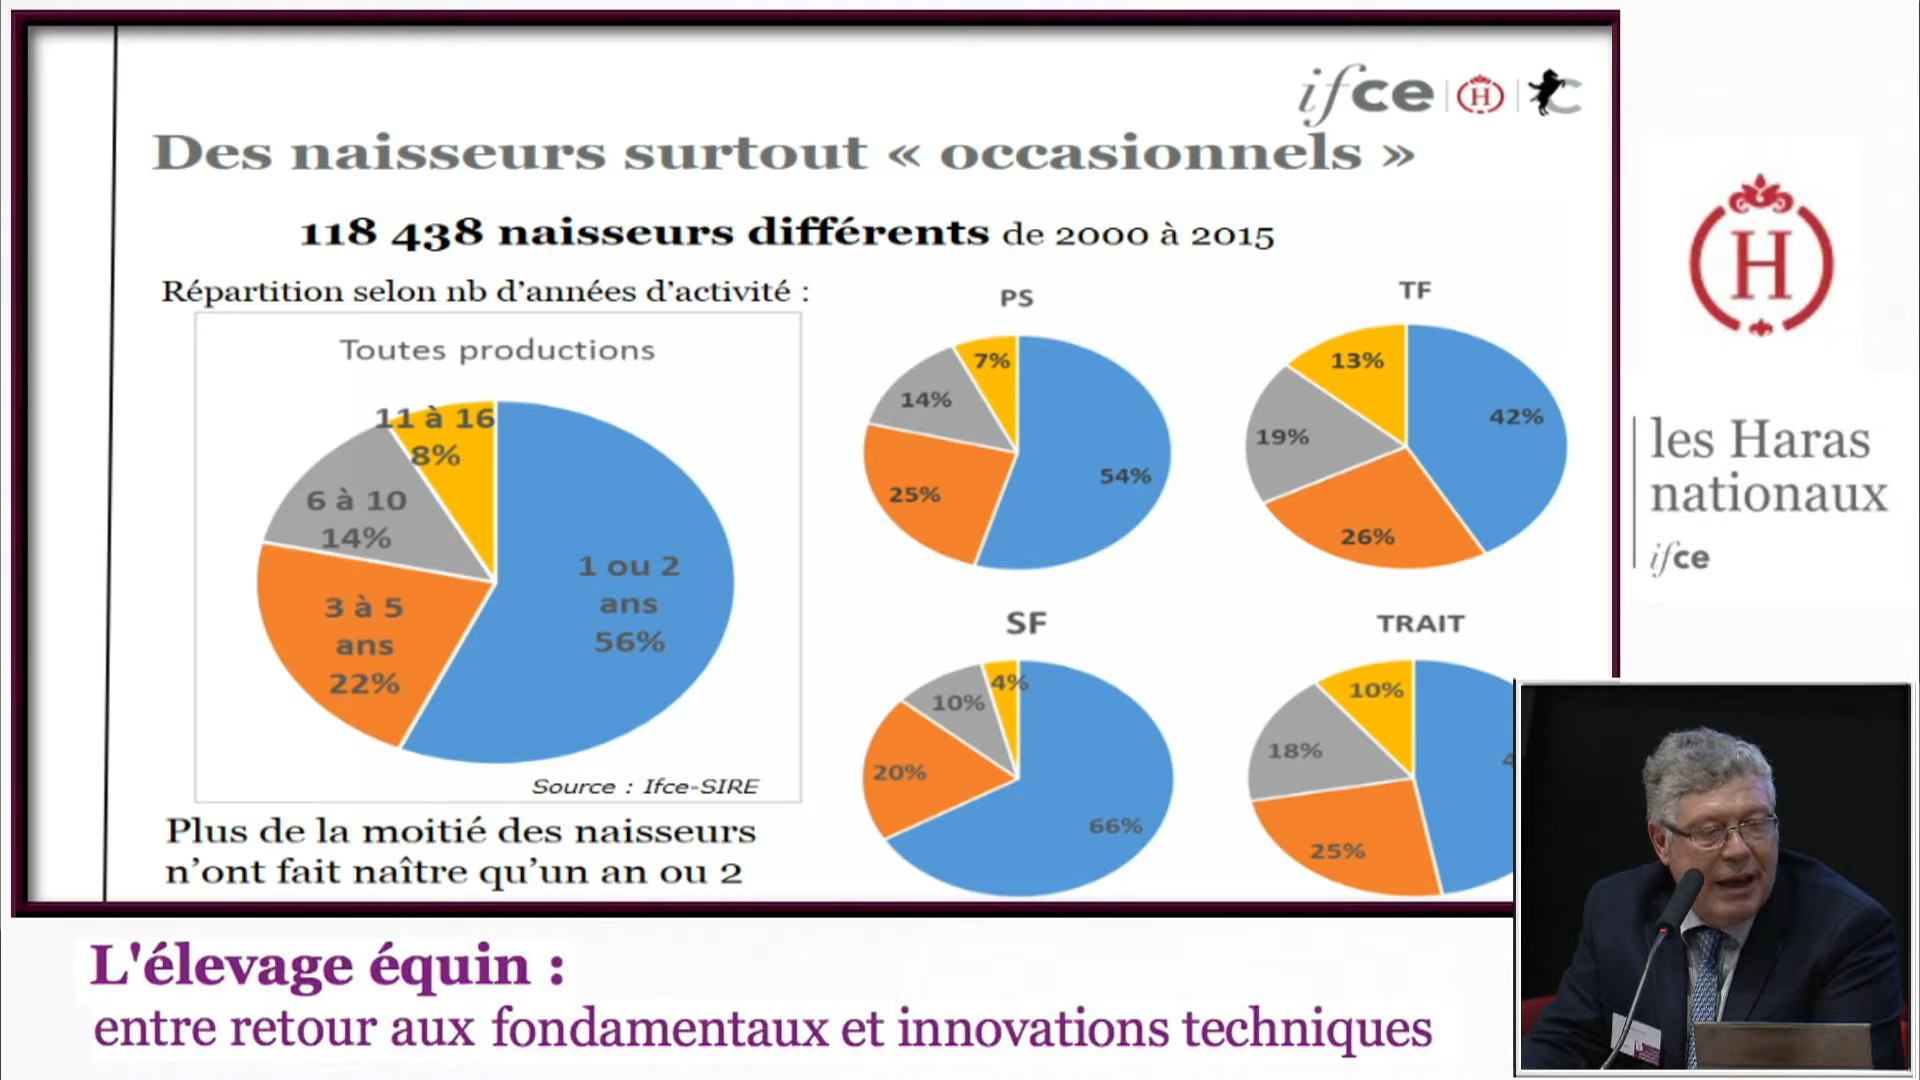 ifce
H
Des naisseurs surtout « occasionnels »
118 438 naisseurs différents de 2000 à 2015
Répartition selon nb d'années d'activité :
Toutes productions
11 à 16
8%
6 à 10
14%
3 à 5
ans
22%
1 ou 2
ans
56%
Source : Ifce-SIRE
Plus de la moitié des naisseurs
n'ont fait naître qu'un an ou 2
PS
7%
14%
25%
54%
TF
13%
19%
26%
42%
SF
4%
10%
20%
66%
TRAIT
10%
18%
25%
H
les Haras
nationaux
ifce
L'élevage équin :
entre retour aux fondamentaux et innovations techniques